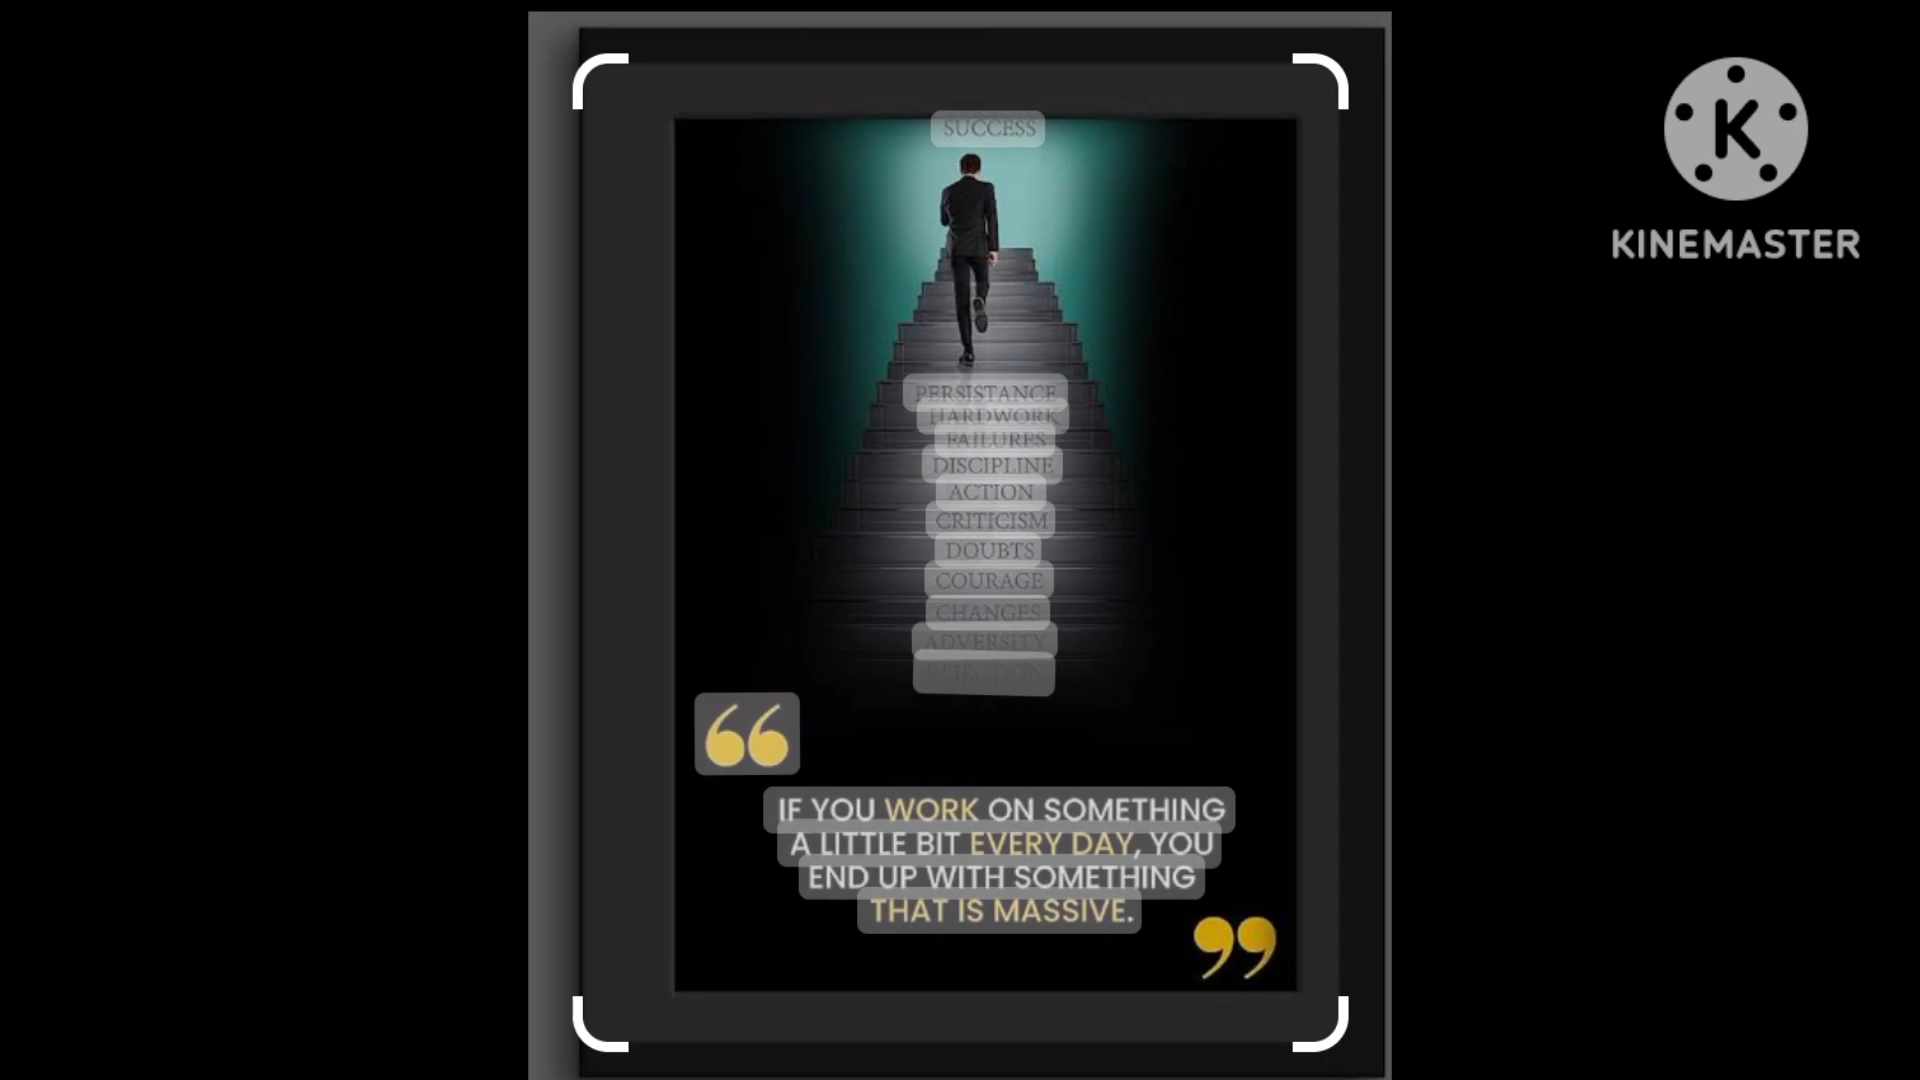 SUCCESS
PERSISTANCE
HARDWORK
FAILURES
DISCIPLINE
ACTION
CRITICISM
DOUBTS
COURAGE
CHANGES
ADVERSITY
REJECTION
“
IF YOU WORK ON SOMETHING
A LITTLE BIT EVERY DAY, YOU
END UP WITH SOMETHING
THAT IS MASSIVE.
”
K
KINEMASTER